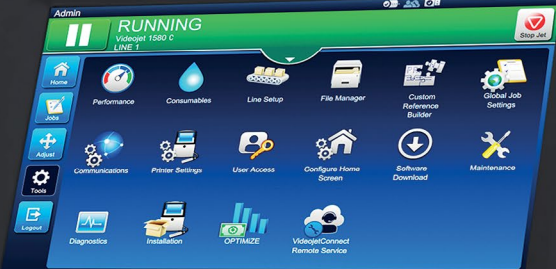 Admin
RUNNING
Videojet 1580 C
LINE 1
Stop Jet
Home
Jobs
Adjust
Tools
Logout
Performance
Consumables
Line Setup
File Manager
Custom
Reference
Builder
Global Job
Settings
Communications
Printer Settings
User Access
Configure Home
Screen
Software
Download
Maintenance
Diagnostics
Installation
OPTIMIZE
VideojetConnect
Remote Service